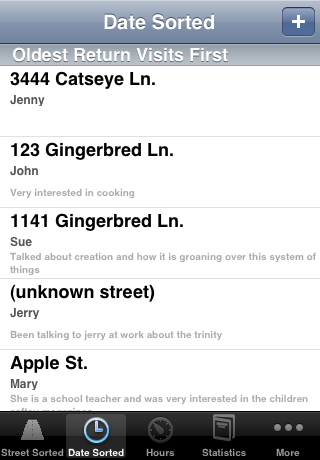 Date Sorted
+
Oldest Return Visits First
3444 Catseye Ln.
Jenny
123 Gingerbred Ln.
John
Very interested in cooking
1141 Gingerbred Ln.
Sue
Talked about creation and how it is groaning over this system of
things
(unknown street)
Jerry
Been talking to jerry at work about the trinity
Apple St.
Mary
She is a school teacher and was very interested in the children
Street Sorted Date Sorted Hours Statistics More